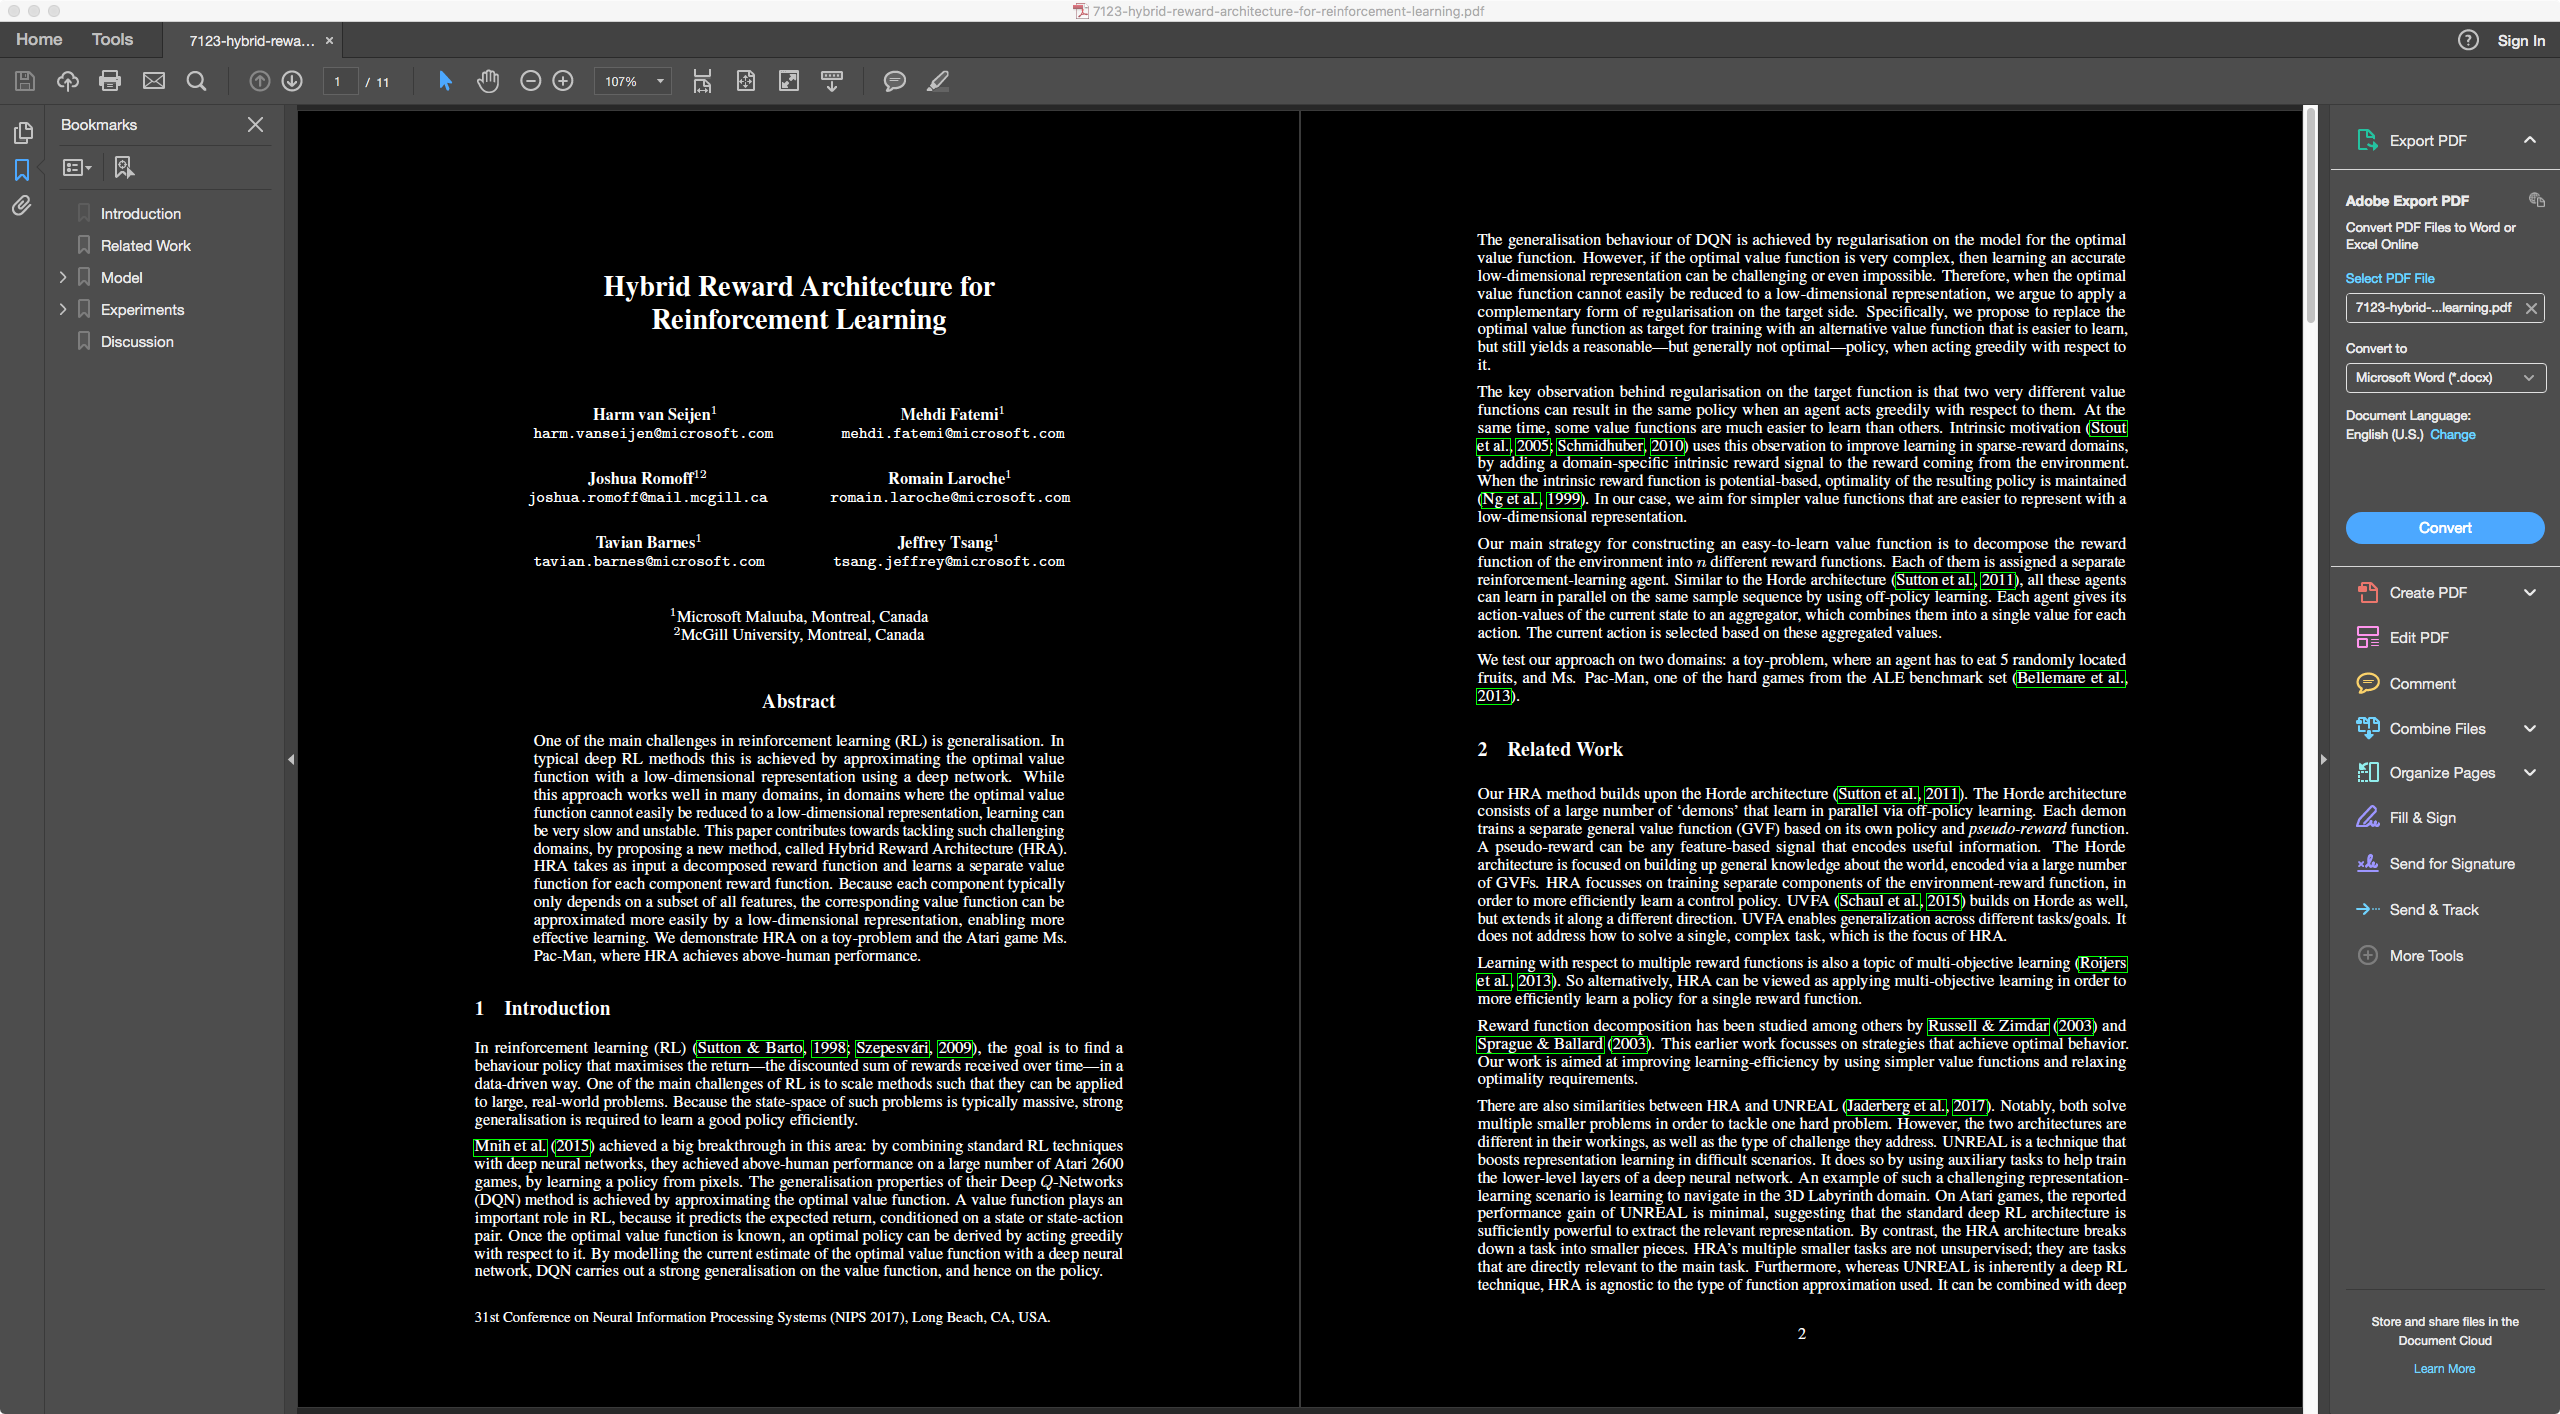 7123-hybrid-reward-architecture-for-reinforcement-learning.pdf
Home
Tools
7123-hybrid-rewa... ×
? Sign In
1 / 11
107%
Bookmarks
Introduction
Related Work
Model
Experiments
Discussion
Hybrid Reward Architecture for
Reinforcement Learning
Harm van Seijen1
harm.vanseijen@microsoft.com
Mehdi Fatemi1
mehdi.fatemi@microsoft.com
Joshua Romoff12
joshua.romoff@mail.mcgill.ca
Romain Laroche1
romain.laroche@microsoft.com
Tavian Barnes1
tavian.barnes@microsoft.com
Jeffrey Tsang1
tsang.jeffrey@microsoft.com
1Microsoft Maluuba, Montreal, Canada
2McGill University, Montreal, Canada
Abstract
One of the main challenges in reinforcement learning (RL) is generalisation. In
typical deep RL methods this is achieved by approximating the optimal value
function with a low-dimensional representation using a deep network. While
this approach works well in many domains, in domains where the optimal value
function cannot easily be reduced to a low-dimensional representation, learning can
be very slow and unstable. This paper contributes towards tackling such challenging
domains, by proposing a new method, called Hybrid Reward Architecture (HRA).
HRA takes as input a decomposed reward function and learns a separate value
function for each component reward function. Because each component typically
only depends on a subset of all features, the corresponding value function can be
approximated more easily by a low-dimensional representation, enabling more
effective learning. We demonstrate HRA on a toy-problem and the Atari game Ms.
Pac-Man, where HRA achieves above-human performance.
1 Introduction
In reinforcement learning (RL) (Sutton & Barto, 1998; Szepesvári, 2009), the goal is to find a
behaviour policy that maximises the return—the discounted sum of rewards received over time—in a
data-driven way. One of the main challenges of RL is to scale methods such that they can be applied
to large, real-world problems. Because the state-space of such problems is typically massive, strong
generalisation is required to learn a good policy efficiently.
Mnih et al. (2015) achieved a big breakthrough in this area: by combining standard RL techniques
with deep neural networks, they achieved above-human performance on a large number of Atari 2600
games, by learning a policy from pixels. The generalisation properties of their Deep Q-Networks
(DQN) method is achieved by approximating the optimal value function. A value function plays an
important role in RL, because it predicts the expected return, conditioned on a state or state-action
pair. Once the optimal value function is known, an optimal policy can be derived by acting greedily
with respect to it. By modelling the current estimate of the optimal value function with a deep neural
network, DQN carries out a strong generalisation on the value function, and hence on the policy.
31st Conference on Neural Information Processing Systems (NIPS 2017), Long Beach, CA, USA.
The generalisation behaviour of DQN is achieved by regularisation on the model for the optimal
value function. However, if the optimal value function is very complex, then learning an accurate
low-dimensional representation can be challenging or even impossible. Therefore, when the optimal
value function cannot easily be reduced to a low-dimensional representation, we argue to apply a
complementary form of regularisation on the target side. Specifically, we propose to replace the
optimal value function as target for training with an alternative value function that is easier to learn,
but still yields a reasonable—but generally not optimal—policy, when acting greedily with respect to
it.
The key observation behind regularisation on the target function is that two very different value
functions can result in the same policy when an agent acts greedily with respect to them. At the
same time, some value functions are much easier to learn than others. Intrinsic motivation (Stout
et al., 2005; Schmidhuber, 2010) uses this observation to improve learning in sparse-reward domains,
by adding a domain-specific intrinsic reward signal to the reward coming from the environment.
When the intrinsic reward function is potential-based, optimality of the resulting policy is maintained
(Ng et al., 1999). In our case, we aim for simpler value functions that are easier to represent with a
low-dimensional representation.
Our main strategy for constructing an easy-to-learn value function is to decompose the reward
function of the environment into n different reward functions. Each of them is assigned a separate
reinforcement-learning agent. Similar to the Horde architecture (Sutton et al., 2011), all these agents
can learn in parallel on the same sample sequence by using off-policy learning. Each agent gives its
action-values of the current state to an aggregator, which combines them into a single value for each
action. The current action is selected based on these aggregated values.
We test our approach on two domains: a toy-problem, where an agent has to eat 5 randomly located
fruits, and Ms. Pac-Man, one of the hard games from the ALE benchmark set (Bellemare et al.,
2013).
2 Related Work
Our HRA method builds upon the Horde architecture (Sutton et al., 2011). The Horde architecture
consists of a large number of ‘demons’ that learn in parallel via off-policy learning. Each demon
trains a separate general value function (GVF) based on its own policy and pseudo-reward function.
A pseudo-reward can be any feature-based signal that encodes useful information. The Horde
architecture is focused on building up general knowledge about the world, encoded via a large number
of GVFs. HRA focusses on training separate components of the environment-reward function, in
order to more efficiently learn a control policy. UVFA (Schaul et al., 2015) builds on Horde as well,
but extends it along a different direction. UVFA enables generalization across different tasks/goals. It
does not address how to solve a single, complex task, which is the focus of HRA.
Learning with respect to multiple reward functions is also a topic of multi-objective learning (Roijers
et al., 2013). So alternatively, HRA can be viewed as applying multi-objective learning in order to
more efficiently learn a policy for a single reward function.
Reward function decomposition has been studied among others by Russell & Zimdar (2003) and
Sprague & Ballard (2003). This earlier work focusses on strategies that achieve optimal behavior.
Our work is aimed at improving learning-efficiency by using simpler value functions and relaxing
optimality requirements.
There are also similarities between HRA and UNREAL (Jaderberg et al., 2017). Notably, both solve
multiple smaller problems in order to tackle one hard problem. However, the two architectures are
different in their workings, as well as the type of challenge they address. UNREAL is a technique that
boosts representation learning in difficult scenarios. It does so by using auxiliary tasks to help train
the lower-level layers of a deep neural network. An example of such a challenging representation-
learning scenario is learning to navigate in the 3D Labyrinth domain. On Atari games, the reported
performance gain of UNREAL is minimal, suggesting that the standard deep RL architecture is
sufficiently powerful to extract the relevant representation. By contrast, the HRA architecture breaks
down a task into smaller pieces. HRA’s multiple smaller tasks are not unsupervised; they are tasks
that are directly relevant to the main task. Furthermore, whereas UNREAL is inherently a deep RL
technique, HRA is agnostic to the type of function approximation used. It can be combined with deep
2
Export PDF
Adobe Export PDF
Convert PDF Files to Word or
Excel Online
Select PDF File
7123-hybrid-...learning.pdf
Convert to
Microsoft Word (*.docx)
Document Language:
English (U.S.) Change
Convert
Create PDF
Edit PDF
Comment
Combine Files
Organize Pages
Fill & Sign
Send for Signature
Send & Track
More Tools
Store and share files in the
Document Cloud
Learn More